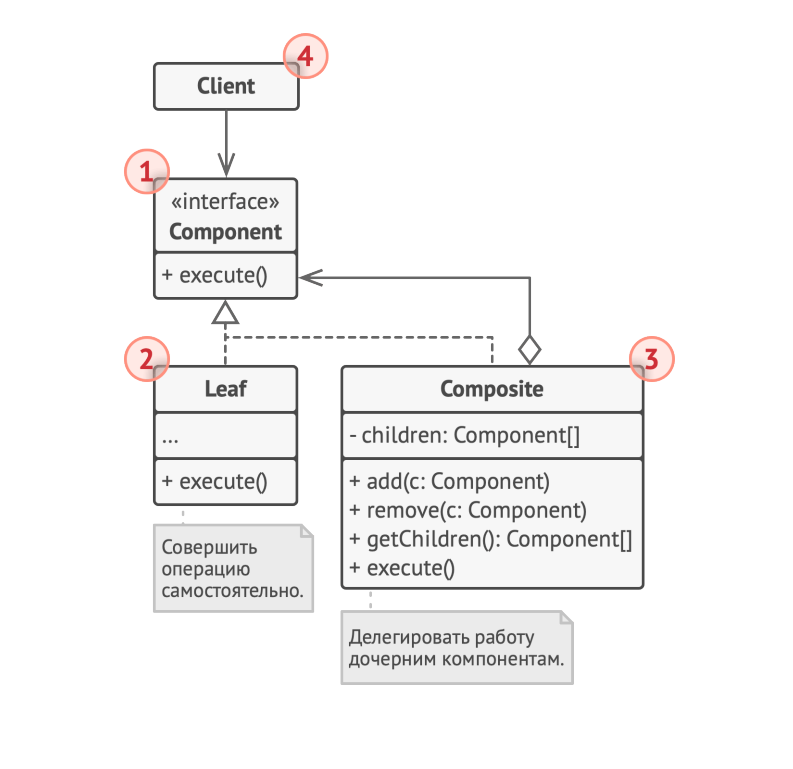 4
Client
1
«interface»
Component
+ execute()
2
Leaf
...
+ execute()
Совершить
операцию
самостоятельно.
3
Composite
- children: Component[]
+ add(c: Component)
+ remove(c: Component)
+ getChildren(): Component[]
+ execute()
Делегировать работу
дочерним компонентам.